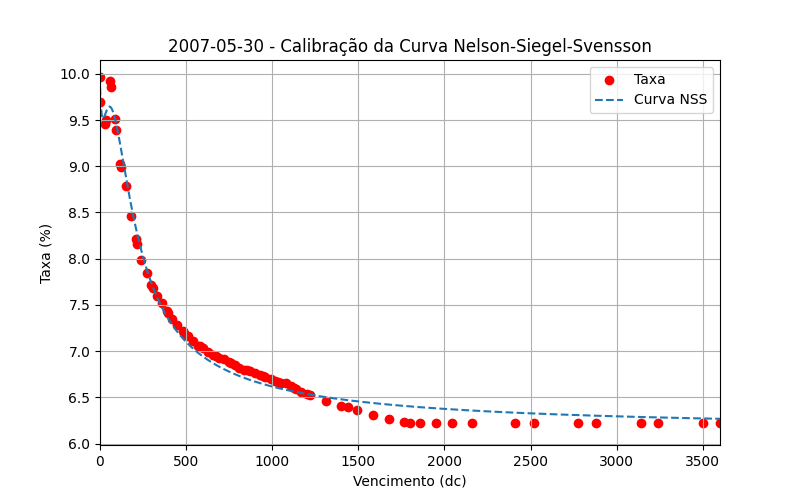 2007-05-30 - Calibração da Curva Nelson-Siegel-Svensson
Taxa
Curva NSS
Taxa (%)
10.0
9.5
9.0
8.5
8.0
7.5
7.0
6.5
6.0
0 500 1000 1500 2000 2500 3000 3500
Vencimento (dc)